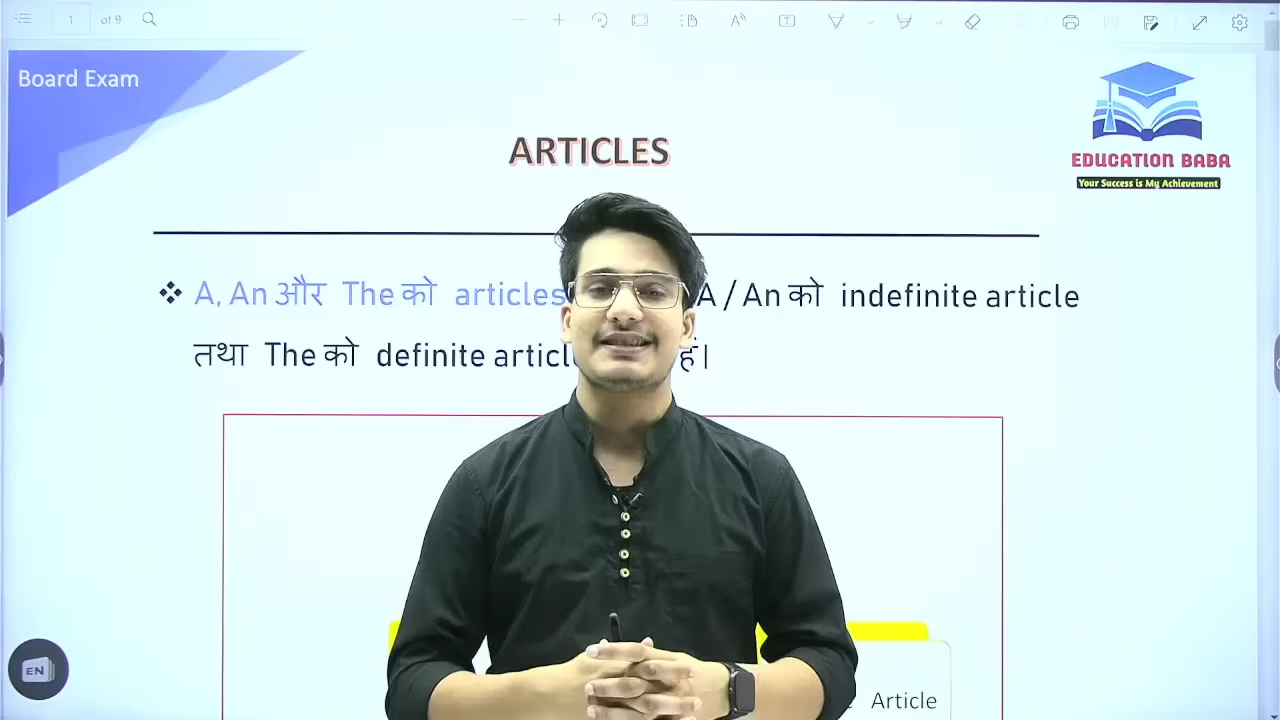 1 of 9
Board Exam
EDUCATION BABA
Your Success is My Achievement
ARTICLES
A, An और The को articles A / An को indefinite article
तथा The को definite articl हैं।
Article
EN